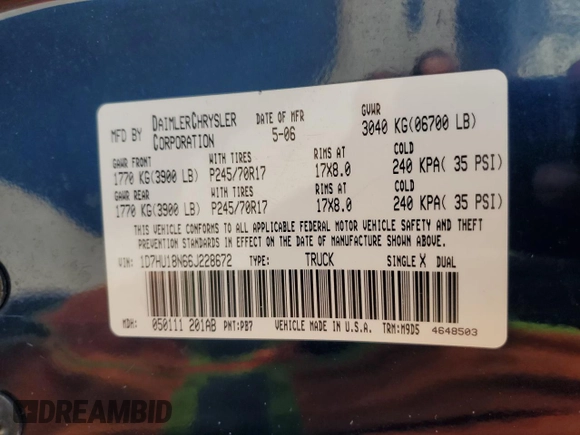 MFD BY DAIMLERCHRYSLER CORPORATION
DATE OF MFR 5-06
GVWR 3040 KG(06700 LB)
GAWR FRONT WITH TIRES RIMS AT COLD
1770 KG(3900 LB) P245/70R17 17X8.0 240 KPA( 35 PSI)
GAWR REAR WITH TIRES RIMS AT COLD
1770 KG(3900 LB) P245/70R17 17X8.0 240 KPA( 35 PSI)
THIS VEHICLE CONFORMS TO ALL APPLICABLE FEDERAL MOTOR VEHICLE SAFETY AND THEFT
PREVENTION STANDARDS IN EFFECT ON THE DATE OF MANUFACTURE SHOWN ABOVE.
VIN: 1D7HU18N66J228672 TYPE: TRUCK SINGLE X DUAL
MDH: 050111 201AB PNT:PB7 VEHICLE MADE IN U.S.A. TRM:M9D5 4648503
DREAMBID